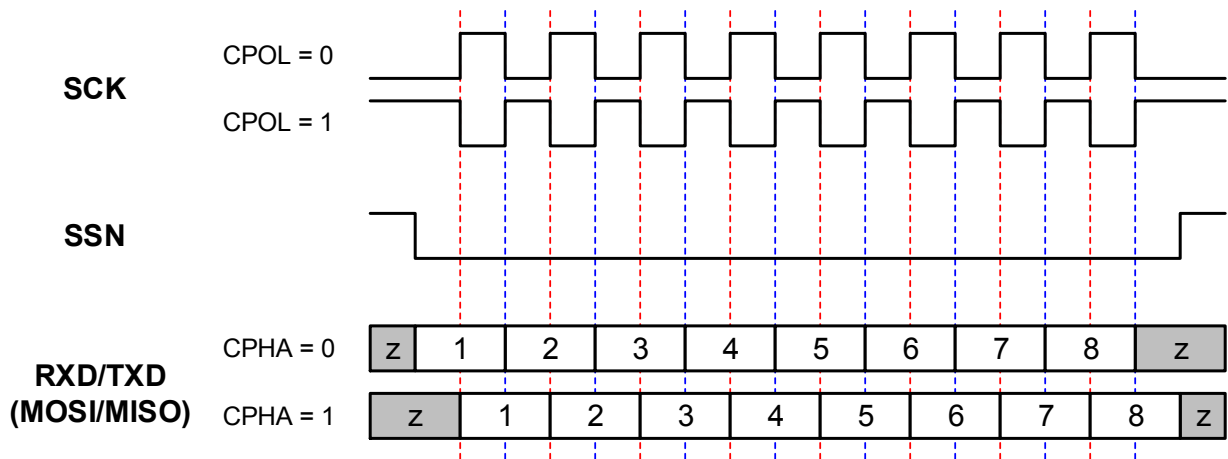 CPOL = 0
SCK
CPOL = 1
SSN
CPHA = 0 z 1 2 3 4 5 6 7 8 z
RXD/TXD
(MOSI/MISO)
CPHA = 1 z 1 2 3 4 5 6 7 8 z